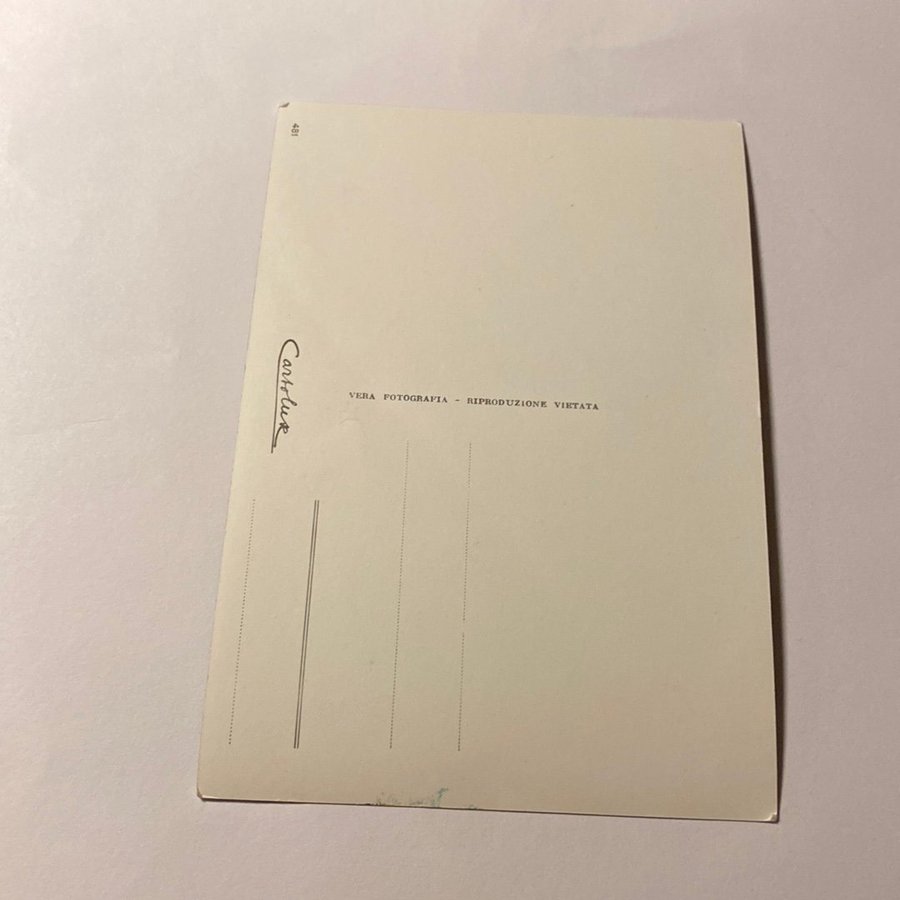 481
Cartolux
VERA FOTOGRAFIA - RIPRODUZIONE VIETATA